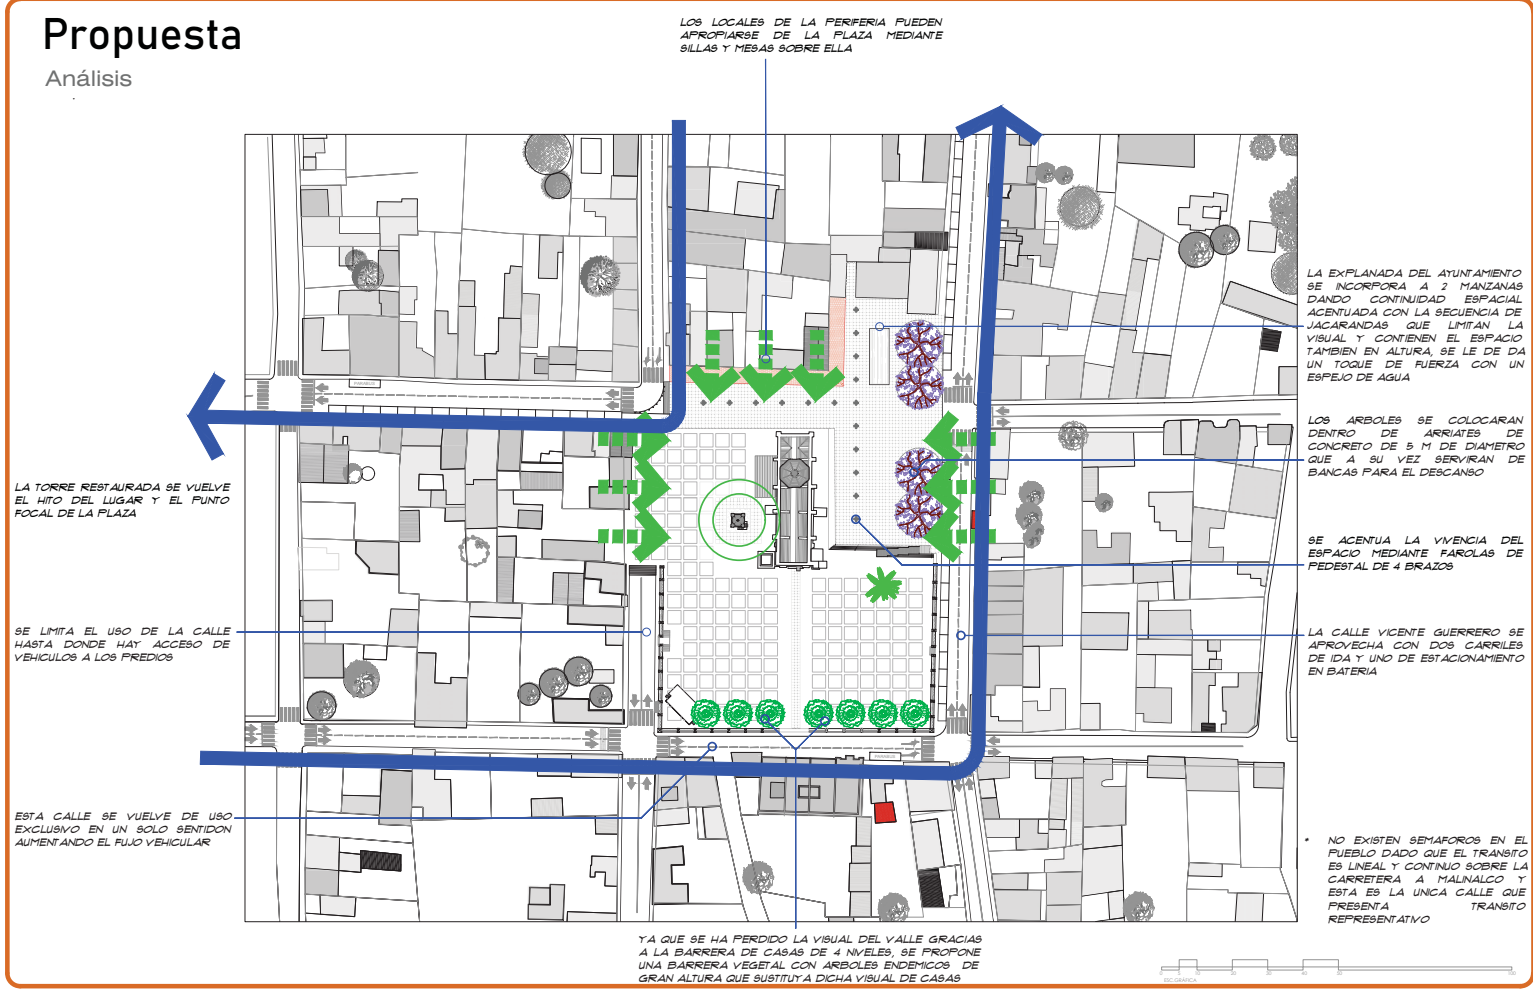 Propuesta
Análisis
LOS LOCALES DE LA PERIFERIA PUEDEN
APROPIARSE DE LA PLAZA MEDIANTE
SILLAS Y MESAS SOBRE ELLA
LA EXPLANADA DEL AYUNTAMIENTO
SE INCORPORA A 2 MANZANAS
DANDO CONTINUIDAD ESPACIAL
ACENTUADA CON LA SECUENCIA DE
JACARANDAS QUE LIMITAN LA
VISUAL Y CONTIENEN EL ESPACIO
TAMBIEN EN ALTURA, SE LE DE DA
UN TOQUE DE FUERZA CON UN
ESPEJO DE AGUA
LOS ARBOLES SE COLOCARAN
DENTRO DE ARRIATES DE
CONCRETO DE 5 M DE DIAMETRO
QUE A SU VEZ SERVIRAN DE
BANCAS PARA EL DESCANSO
LA TORRE RESTAURADA SE VUELVE
EL HITO DEL LUGAR Y EL PUNTO
FOCAL DE LA PLAZA
SE ACENTUA LA VIVENCIA DEL
ESPACIO MEDIANTE FAROLAS DE
PEDESTAL DE 4 BRAZOS
SE LIMITA EL USO DE LA CALLE
HASTA DONDE HAY ACCESO DE
VEHICULOS A LOS PREDIOS
LA CALLE VICENTE GUERRERO SE
APROVECHA CON DOS CARRILES
DE IDA Y UNO DE ESTACIONAMIENTO
EN BATERIA
ESTA CALLE SE VUELVE DE USO
EXCLUSIVO EN UN SOLO SENTIDON
AUMENTANDO EL FUJO VEHICULAR
* NO EXISTEN SEMAFOROS EN EL
PUEBLO DADO QUE EL TRANSITO
ES LINEAL Y CONTINUO SOBRE LA
CARRETERA A MALINALCO Y
ESTA ES LA UNICA CALLE QUE
PRESENTA TRANSITO
REPRESENTATIVO
YA QUE SE HA PERDIDO LA VISUAL DEL VALLE GRACIAS
A LA BARRERA DE CASAS DE 4 NIVELES, SE PROPONE
UNA BARRERA VEGETAL CON ARBOLES ENDEMICOS DE
GRAN ALTURA QUE SUSTITUYA DICHA VISUAL DE CASAS
ESC.GRAFICA